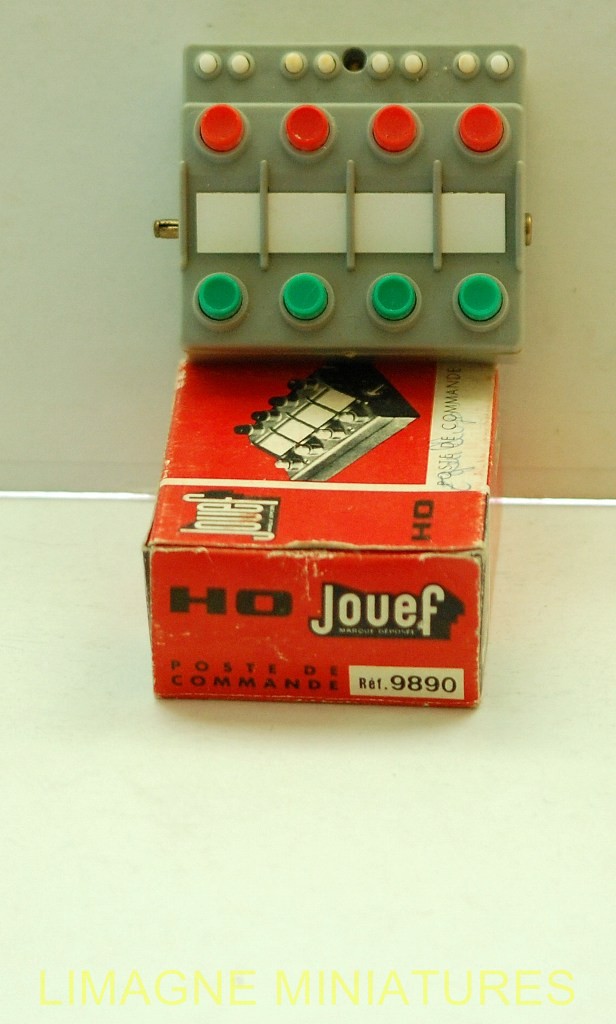 POSTE DE COMMANDE
Jouef
HO
HO Jouef
MARQUE DÉPOSÉE
POSTE DE
COMMANDE
Réf. 9890
LIMAGNE MINIATURES